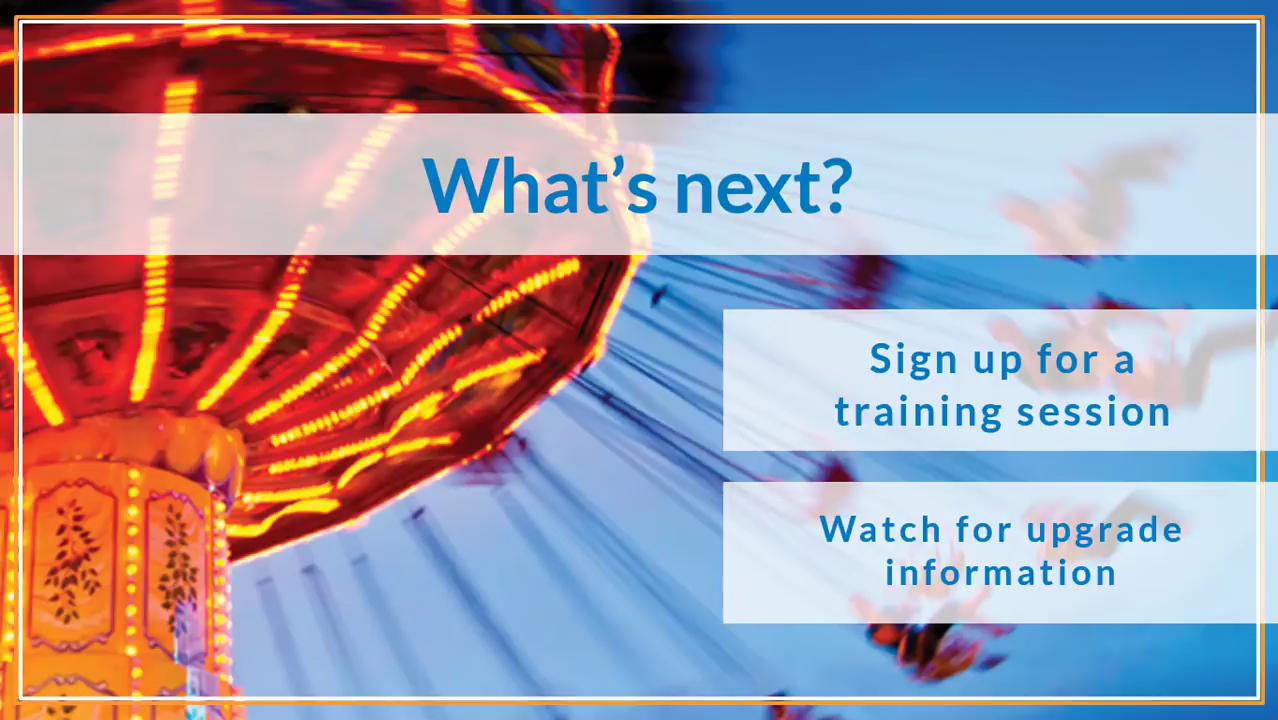 What’s next?
Sign up for a
training session
Watch for upgrade
information